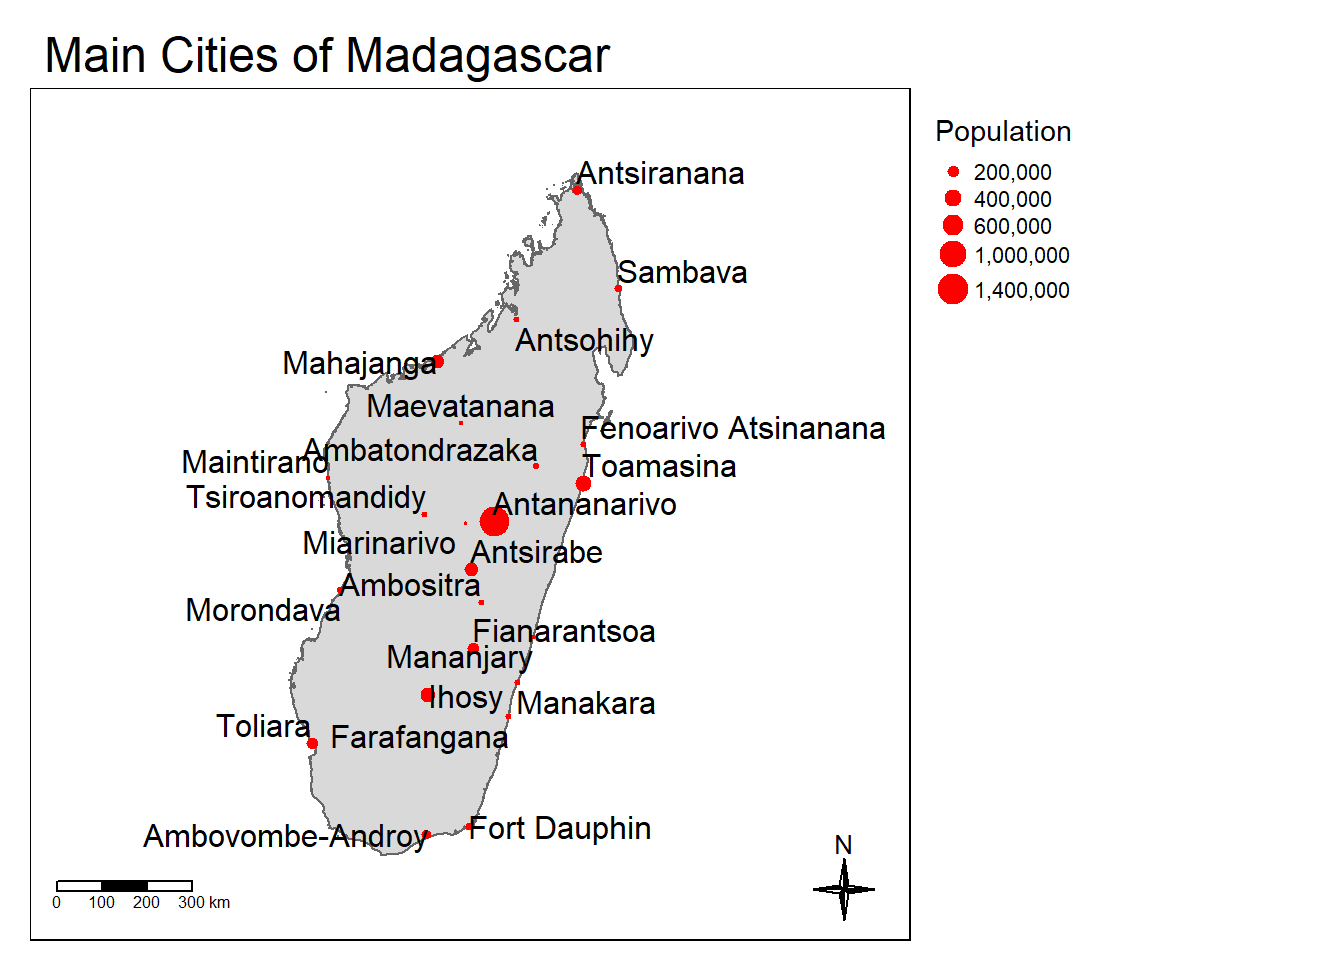 Main Cities of Madagascar
Population
200,000
400,000
600,000
1,000,000
1,400,000
Antsiranana
Sambava
Antsohihy
Mahajanga
Maevatanana
Fenoarivo Atsinanana
Ambatondrazaka
Maintirano
Toamasina
Tsiroanomandidy
Antananarivo
Miarinarivo
Antsirabe
Ambositra
Morondava
Fianarantsoa
Mananjary
Ihosy
Manakara
Toliara
Farafangana
Fort Dauphin
Ambovombe-Androy
N
0 100 200 300 km